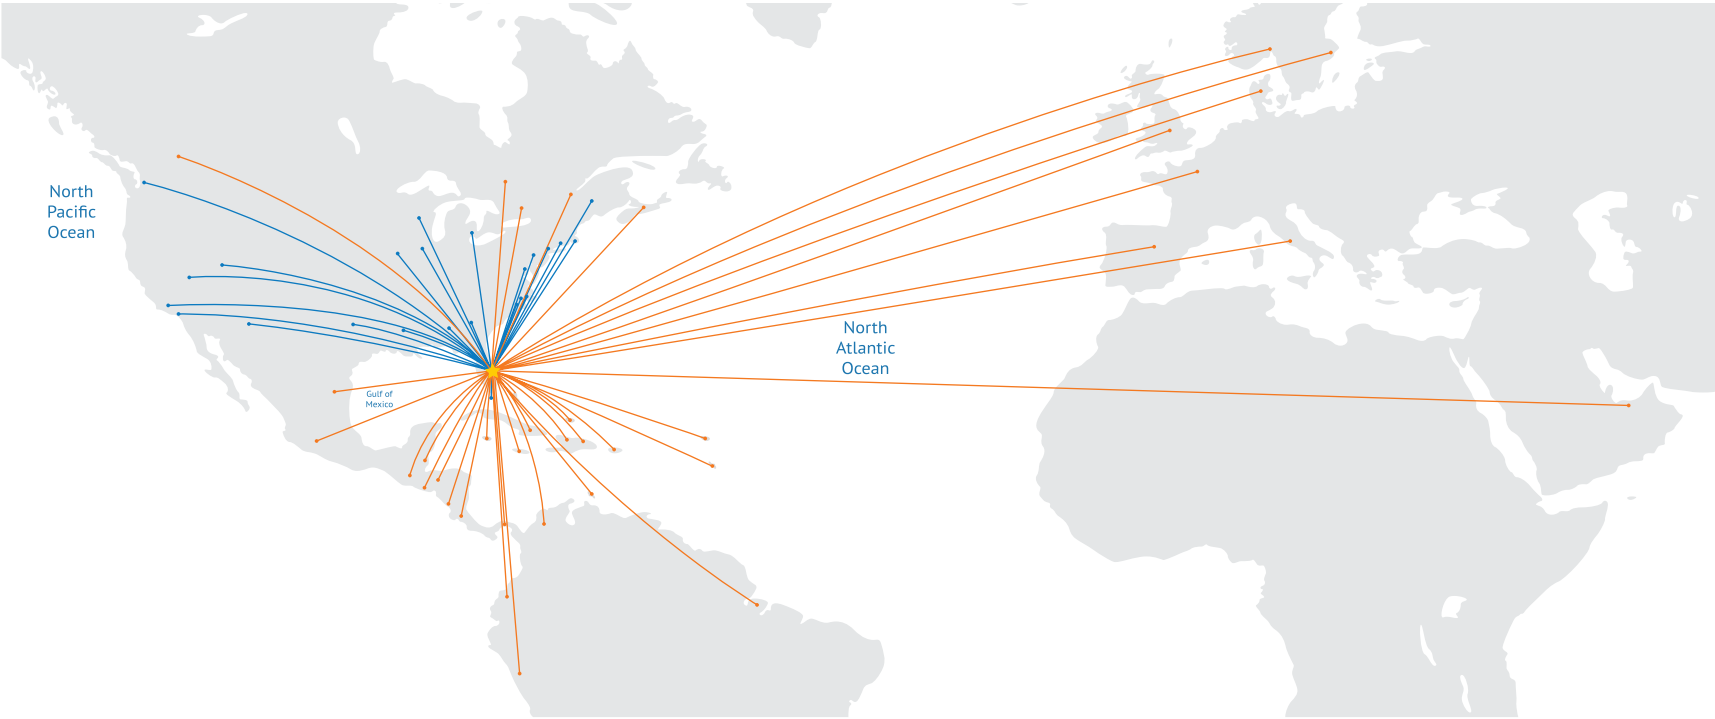 North
Pacific
Ocean
North
Atlantic
Ocean
Gulf of
Mexico